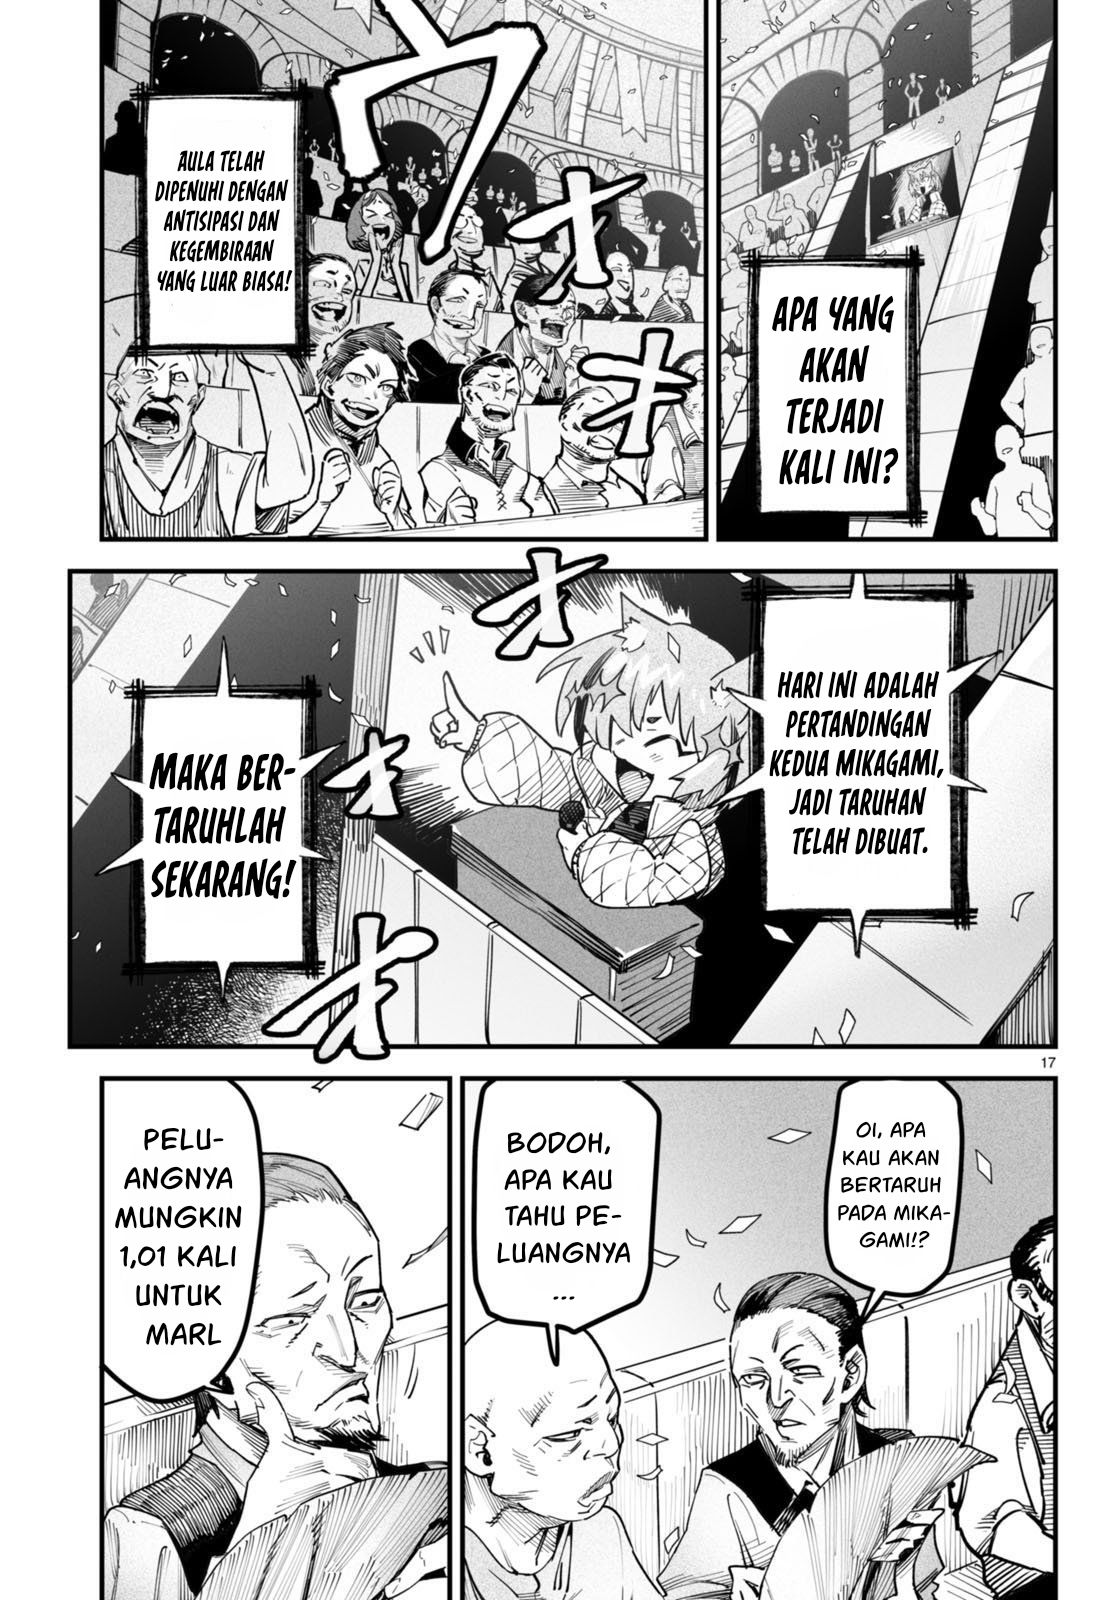 APA YANG
AKAN
TERJADI
KALI INI?
AULA TELAH
DIPENUHI DENGAN
ANTISIPASI DAN
KEGEMBIRAAN
YANG LUAR BIASA!
ウォォ
HARI INI ADALAH
PERTANDINGAN
KEDUA MIKAGAMI,
JADI TARUHAN
TELAH DIBUAT.
MAKA BER-
TARUHLAH
SEKARANG!
オオオオ
17
OI, APA
KAU AKAN
BERTARUH
PADA MIKA-
GAMI!?
BODOH,
APA KAU
TAHU PE-
LUANGNYA
...
PELU-
ANGNYA
MUNGKIN
1,01 KALI
UNTUK
MARL